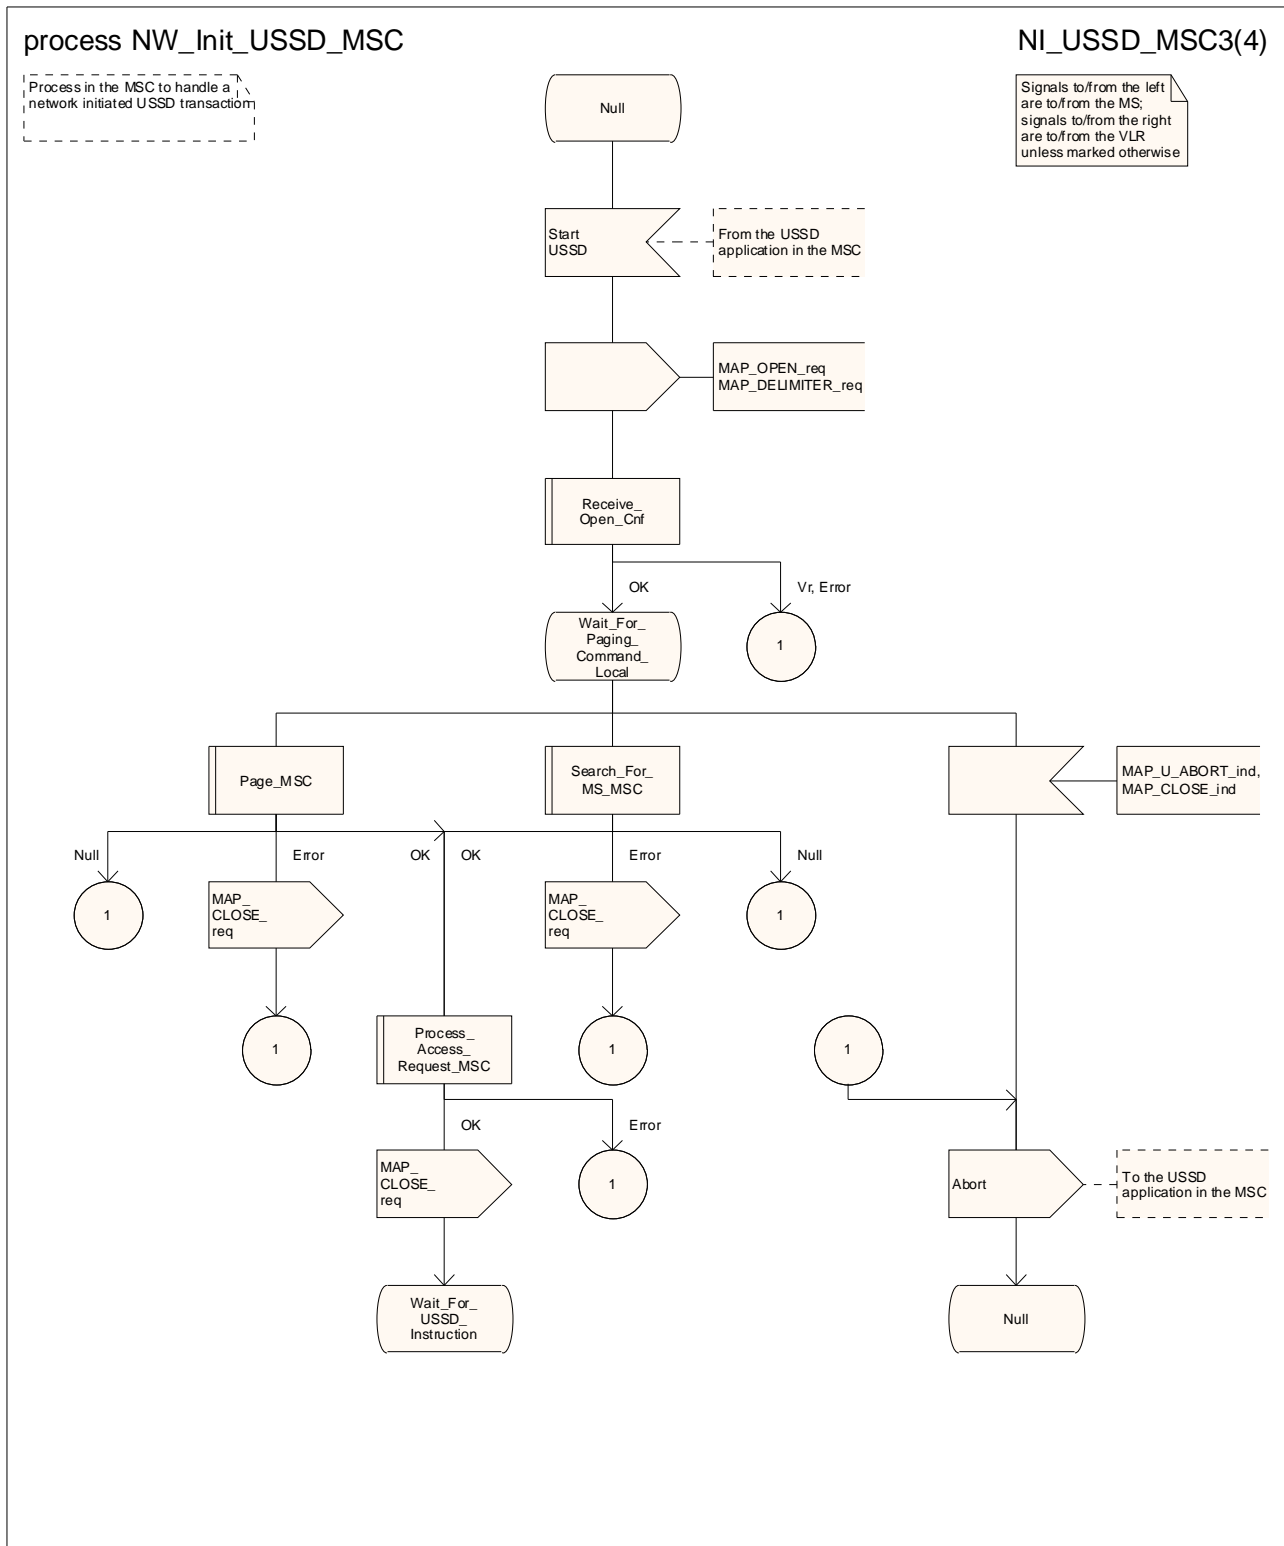 process NW_Init_USSD_MSC
NI_USSD_MSC3(4)
Process in the MSC to handle a
network initiated USSD transaction
Signals to/from the left
are to/from the MS;
signals to/from the right
are to/from the VLR
unless marked otherwise
Null
Start
USSD
From the USSD
application in the MSC
MAP_OPEN_req
MAP_DELIMITER_req
Receive_
Open_Cnf
OK
Vr, Error
Wait_For_
Paging_
Command_
Local
1
Page_MSC
Search_For_
MS_MSC
MAP_U_ABORT_ind,
MAP_CLOSE_ind
Null
Error
OK
OK
Error
Null
1
MAP_
CLOSE_
req
MAP_
CLOSE_
req
1
1
Process_
Access_
Request_MSC
1
1
OK
Error
MAP_
CLOSE_
req
1
Abort
To the USSD
application in the MSC
Wait_For_
USSD_
Instruction
Null